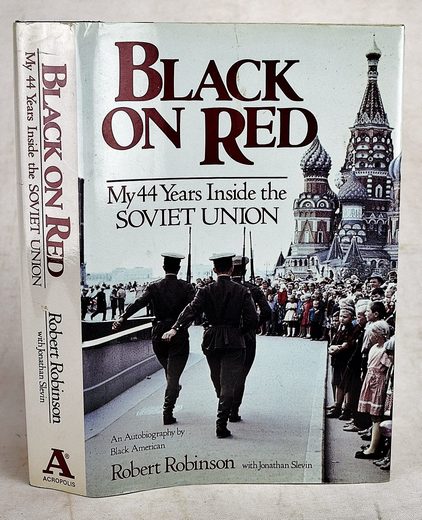 BLACK
ON RED
My 44 Years Inside the
SOVIET UNION
An Autobiography by
Black American
Robert Robinson with Jonathan Slevin
BLACK ON RED
My 44 Years Inside the SOVIET UNION
Robert Robinson
with Jonathan Slevin
A
ACROPOLIS